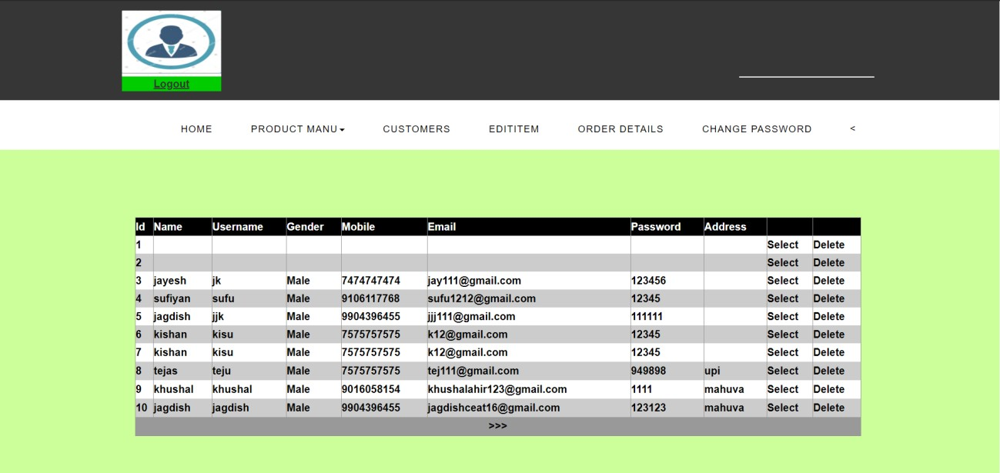 Logout
HOME PRODUCT MANU CUSTOMERS EDITITEM ORDER DETAILS CHANGE PASSWORD <
Id Name Username Gender Mobile Email Password Address
1 Select Delete
2 Select Delete
3 jayesh jk Male 7474747474 jay111@gmail.com 123456 Select Delete
4 sufiyan sufu Male 9106117768 sufu1212@gmail.com 12345 Select Delete
5 jagdish jjk Male 9904396455 jjj111@gmail.com 111111 Select Delete
6 kishan kisu Male 7575757575 k12@gmail.com 12345 Select Delete
7 kishan kisu Male 7575757575 k12@gmail.com 12345 Select Delete
8 tejas teju Male 7575757575 tej111@gmail.com 949898 upi Select Delete
9 khushal khushal Male 9016058154 khushalahir123@gmail.com 1111 mahuva Select Delete
10 jagdish jagdish Male 9904396455 jagdishceat16@gmail.com 123123 mahuva Select Delete
>>>